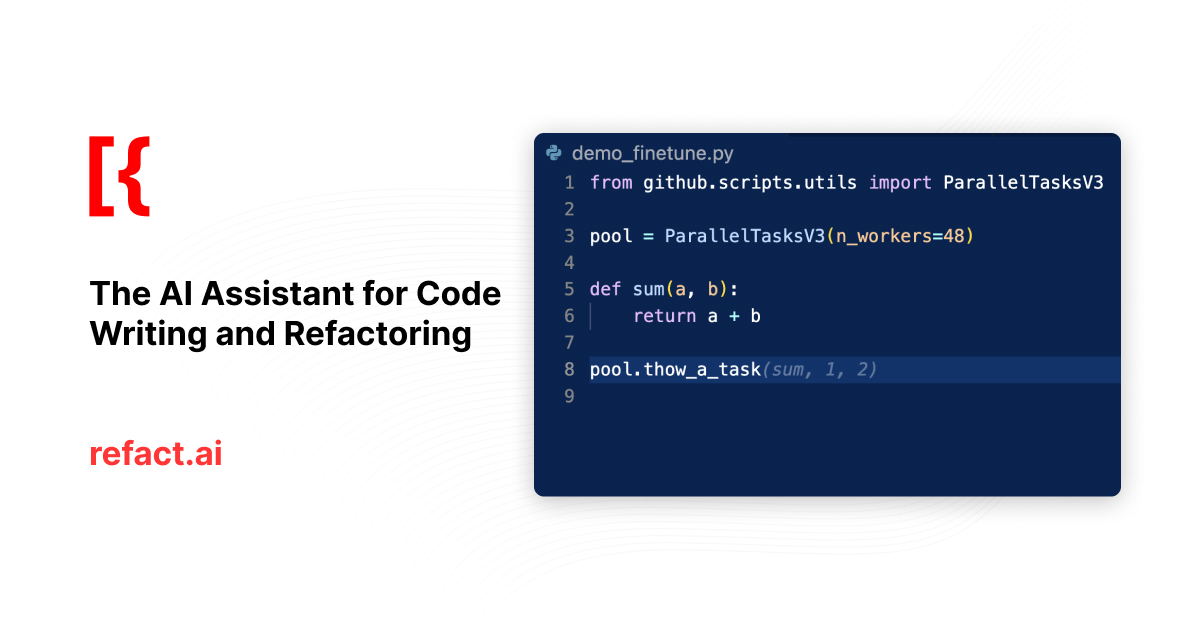 [{
The AI Assistant for Code
Writing and Refactoring
refact.ai
demo_finetune.py
1 from github.scripts.utils import ParallelTasksV3
2
3 pool = ParallelTasksV3(n_workers=48)
4
5 def sum(a, b):
6     return a + b
7
8 pool.thow_a_task(sum, 1, 2)
9